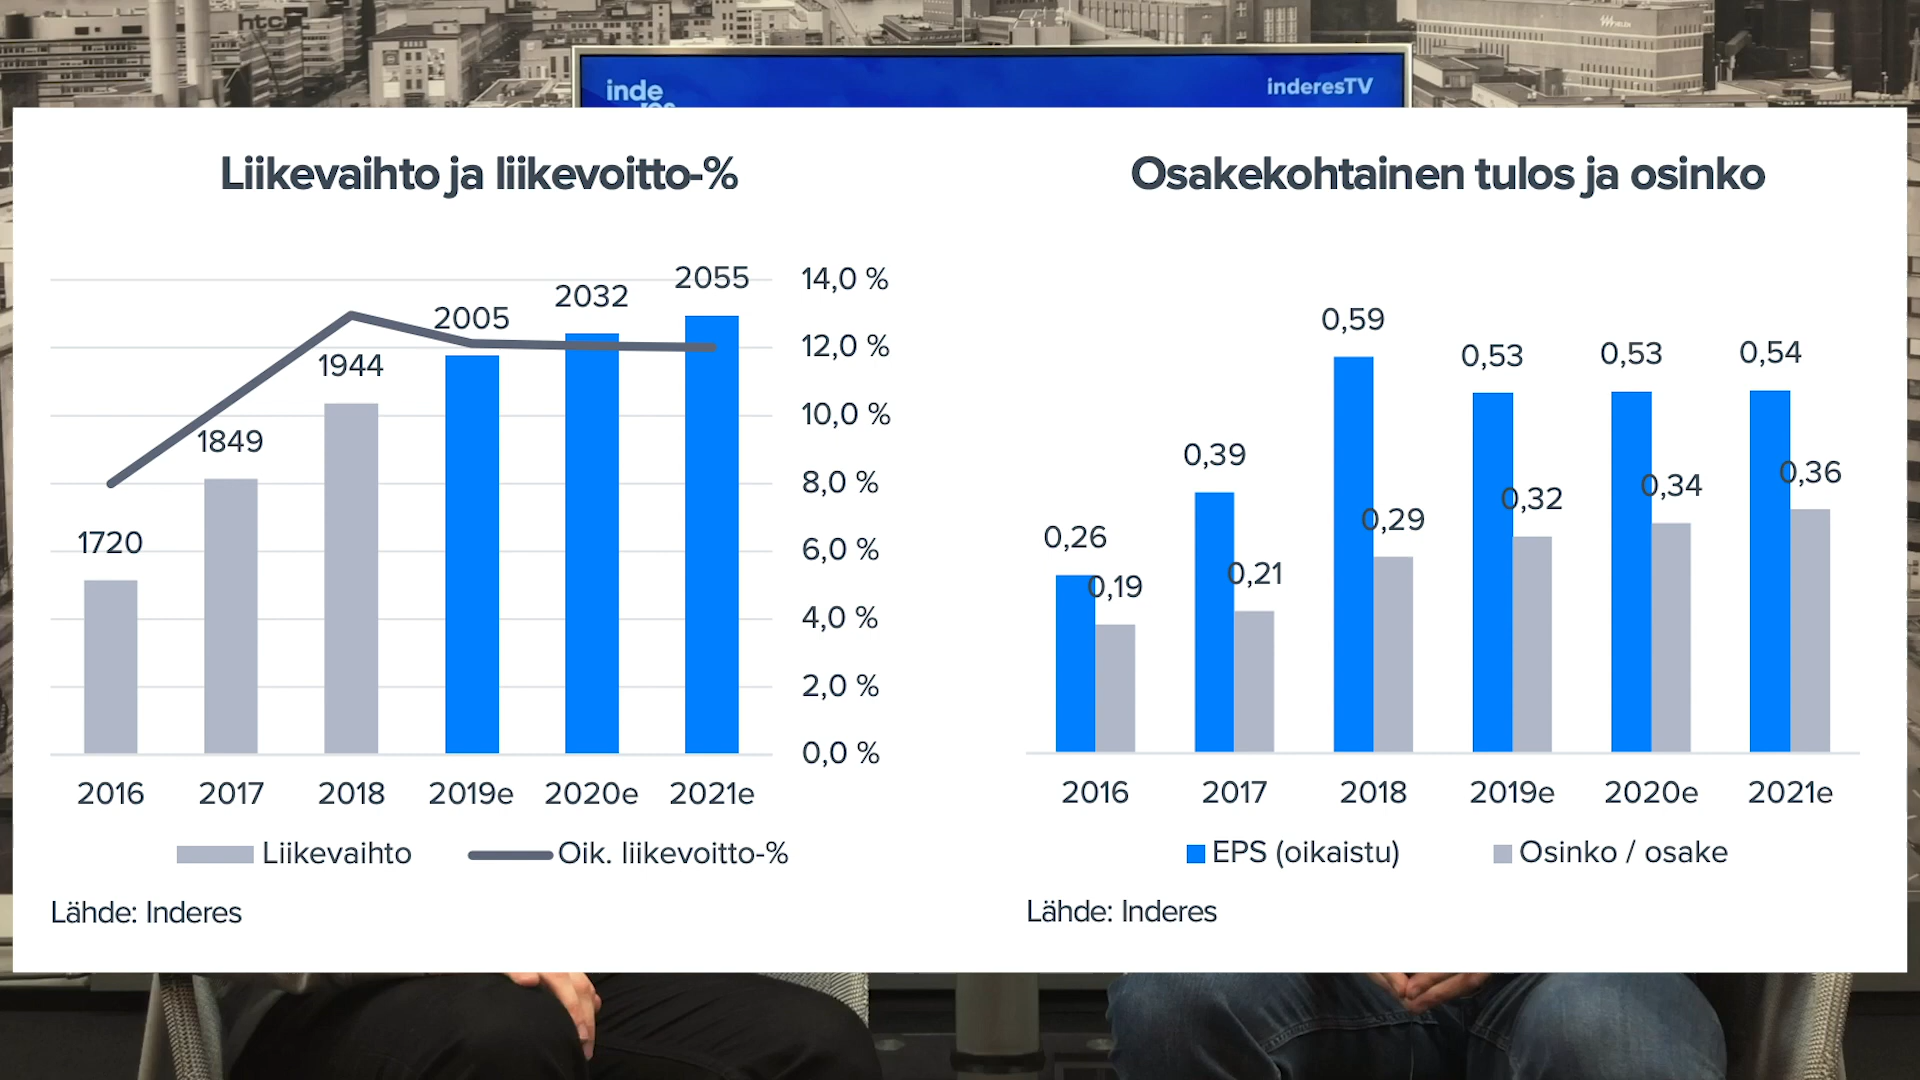 htc
inde
res
inderesTV
Liikevaihto ja liikevoitto-%
2055
2032
2005
1944
1849
1720
14,0 %
12,0 %
10,0 %
8,0 %
6,0 %
4,0 %
2,0 %
0,0 %
2016 2017 2018 2019e 2020e 2021e
Liikevaihto Oik. liikevoitto-%
Lähde: Inderes
Osakekohtainen tulos ja osinko
0,26 0,19
0,39 0,21
0,59 0,29
0,53 0,32
0,53 0,34
0,54 0,36
2016 2017 2018 2019e 2020e 2021e
EPS (oikaistu) Osinko / osake
Lähde: Inderes